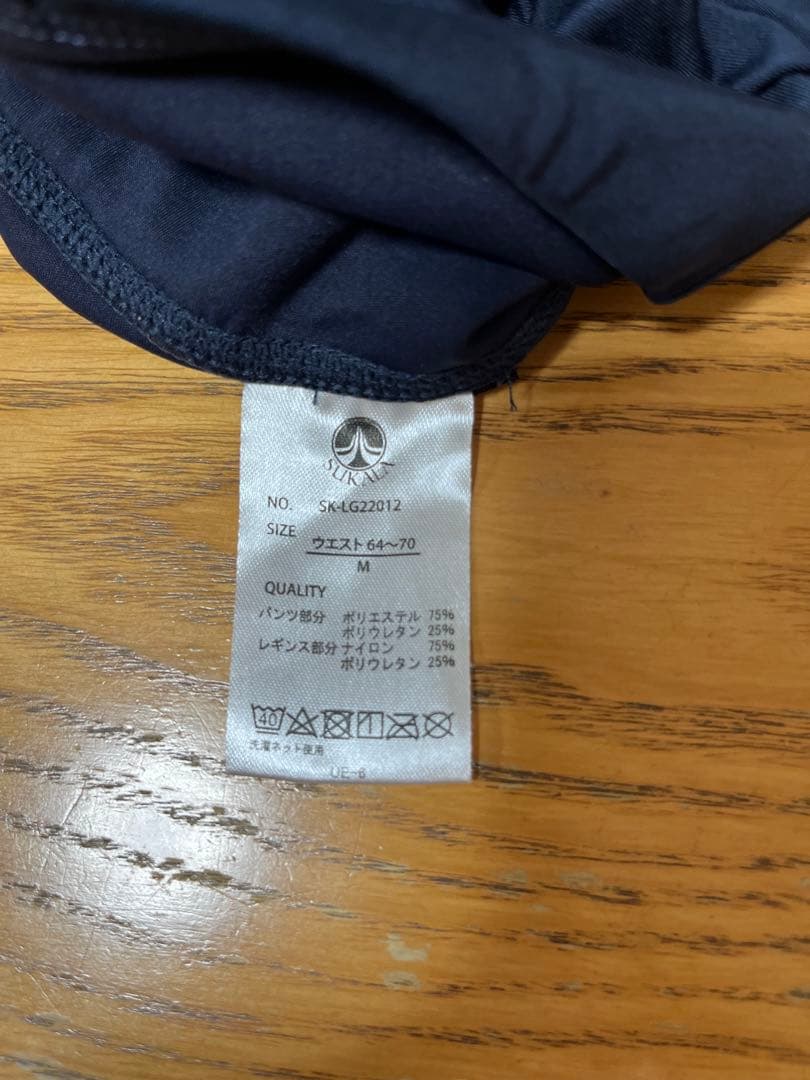 SUKALA
NO. SK-LG22012
SIZE ウエスト 64〜70
M
QUALITY
パンツ部分 ポリエステル 75%
ポリウレタン 25%
レギンス部分 ナイロン 75%
ポリウレタン 25%
40
洗濯ネット使用
UE-6